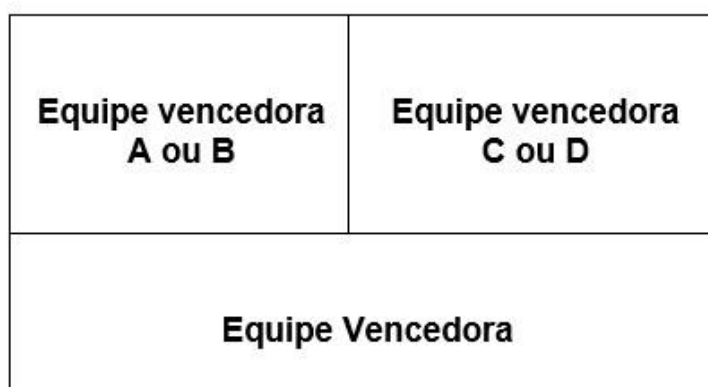 Equipe vencedora
A ou B
Equipe vencedora
C ou D
Equipe Vencedora